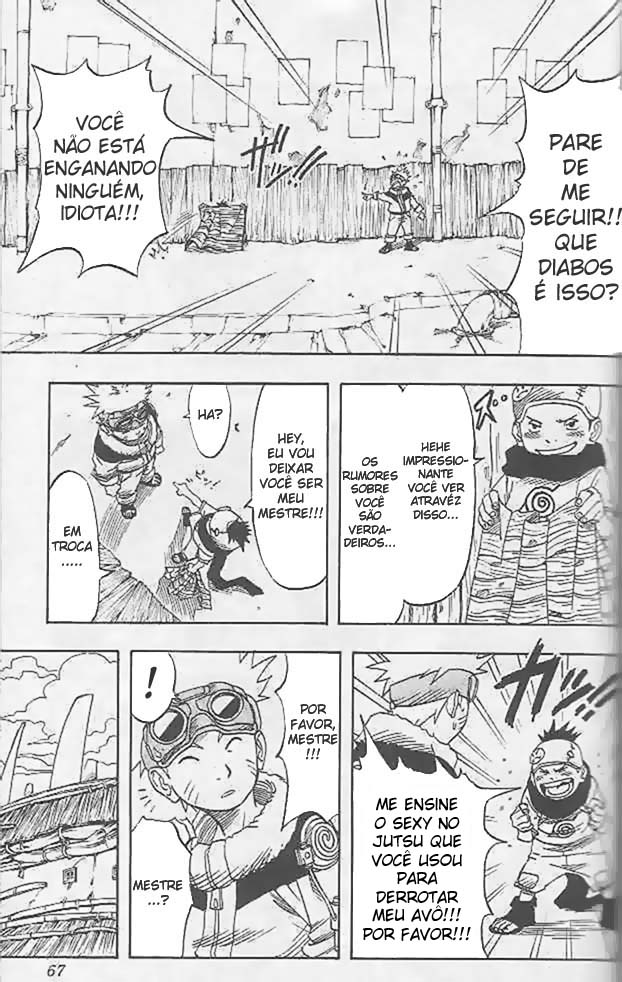 PARE
DE
ME
SEGUIR!!
QUE
DIABOS
É ISSO?
VOCÊ
NÃO ESTÁ
ENGANANDO
NINGUÉM,
IDIOTA!!!
HEHE
IMPRESSIO-
NANTE
VOCÊ VER
ATRAVÉZ
DISSO...
OS
RUMORES
SOBRE
VOCÊ
SÃO
VERDA-
DEIROS...
HEY,
EU VOU
DEIXAR
VOCÊ SER
MEU
MESTRE!!!
HA?
EM
TROCA
.....
ME ENSINE
O SEXY NO
JUTSU QUE
VOCÊ USOU
PARA
DERROTAR
MEU AVÔ!!!
POR FAVOR!!!
POR
FAVOR,
MESTRE
!!!
!
MESTRE
...?
67